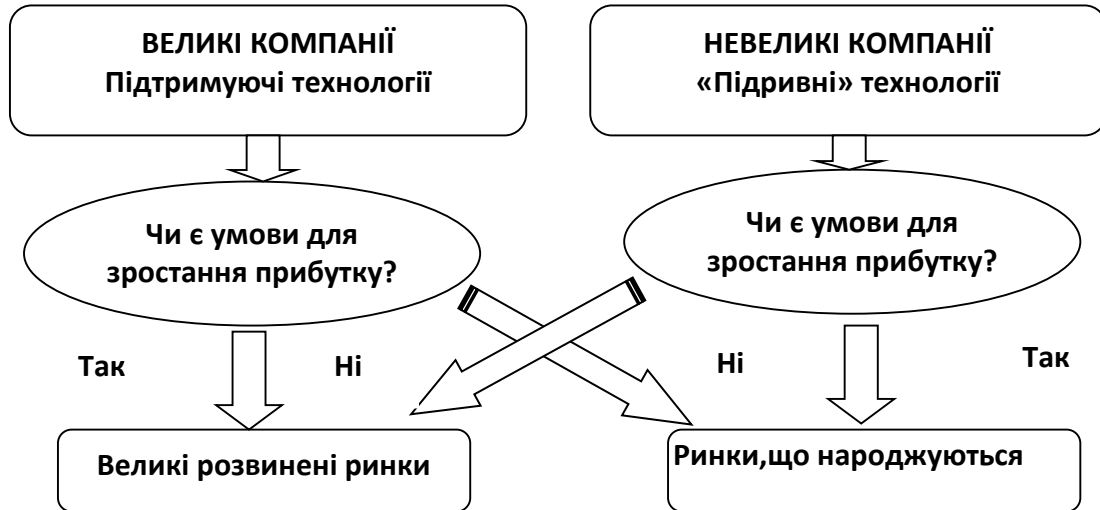 ВЕЛИКІ КОМПАНІЇ
Підтримуючі технології
НЕВЕЛИКІ КОМПАНІЇ
«Підривні» технології
Чи є умови для
зростання прибутку?
Чи є умови для
зростання прибутку?
Так
Ні
Ні
Так
Великі розвинені ринки
Ринки,що народжуються